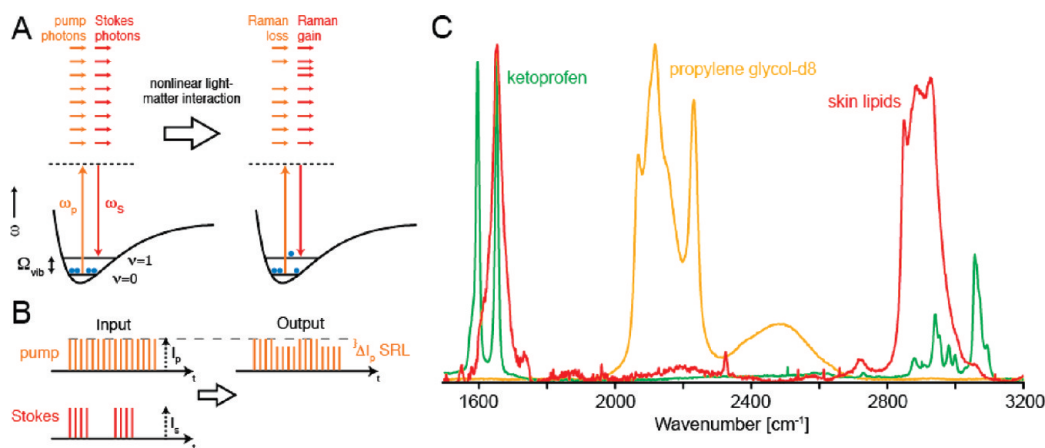 A
pump
photons
Stokes
photons
Raman
loss
Raman
gain
nonlinear light-
matter interaction
ωp
ωS
ω
Ωvib
ν=1
ν=0
B
Input
Output
pump
Ip
t
ΔIp SRL
t
Stokes
Is
C
ketoprofen
propylene glycol-d8
skin lipids
1600
2000
2400
2800
3200
Wavenumber [cm⁻¹]